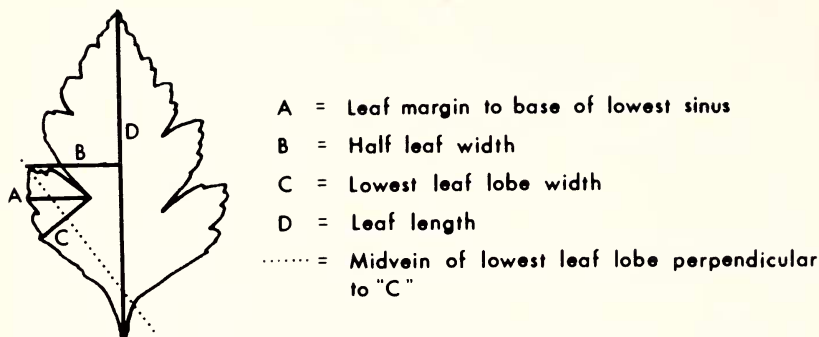 D
B
A
C
A = Leaf margin to base of lowest sinus
B = Half leaf width
C = Lowest leaf lobe width
D = Leaf length
....... = Midvein of lowest leaf lobe perpendicular
to "C"